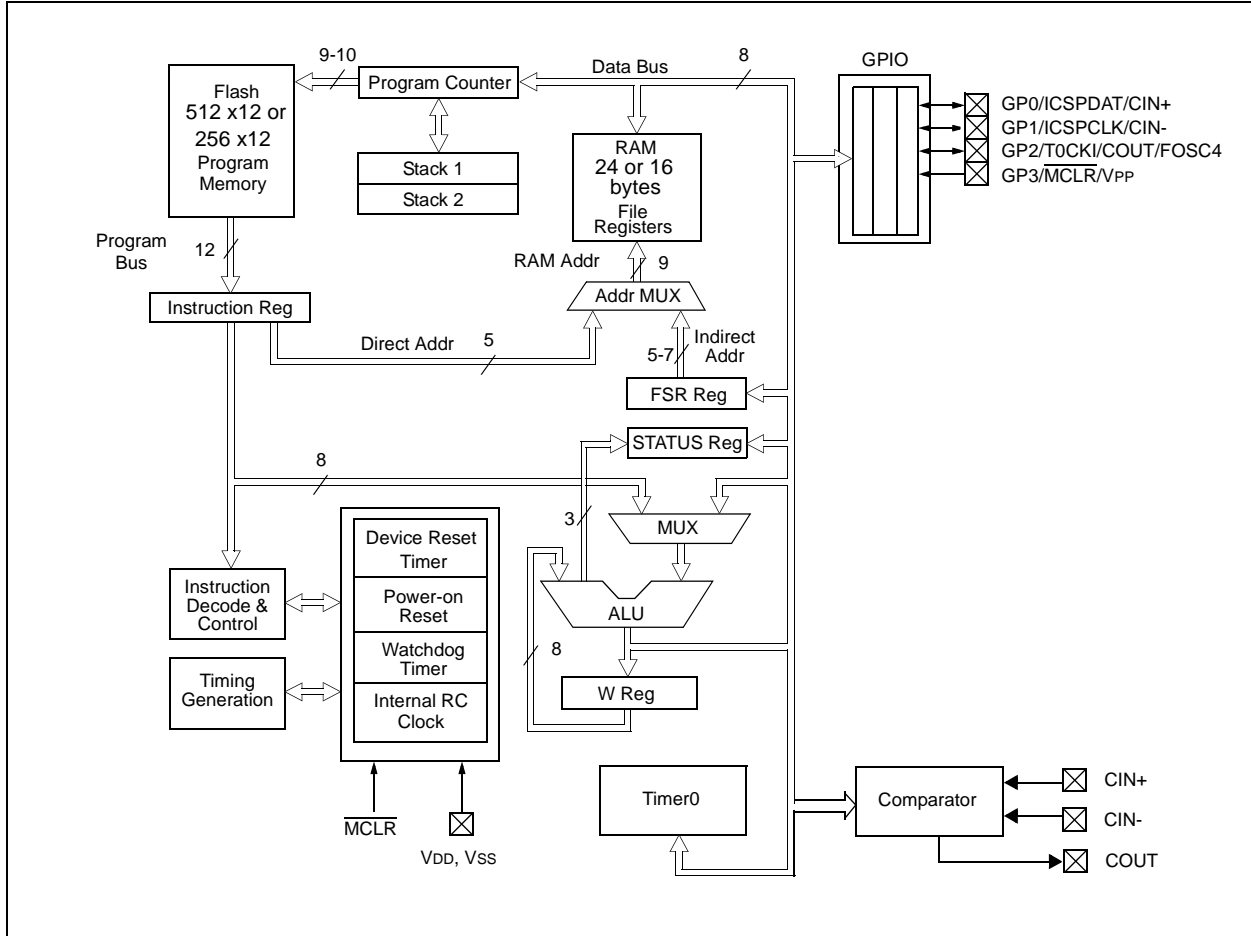 9-10
Program Counter
Data Bus
8
GPIO
Flash
512 x12 or
256 x12
Program
Memory
Stack 1
Stack 2
RAM
24 or 16
bytes
File
Registers
GP0/ICSPDAT/CIN+
GP1/ICSPCLK/CIN-
GP2/T0CKI/COUT/FOSC4
GP3/MCLR/VPP
Program
Bus
12
RAM Addr
9
Instruction Reg
Addr MUX
Direct Addr
5
Indirect
Addr
5-7
FSR Reg
STATUS Reg
8
3
MUX
Device Reset
Timer
Power-on
Reset
Watchdog
Timer
Internal RC
Clock
Instruction
Decode &
Control
Timing
Generation
ALU
8
W Reg
MCLR
VDD, VSS
Timer0
Comparator
CIN+
CIN-
COUT